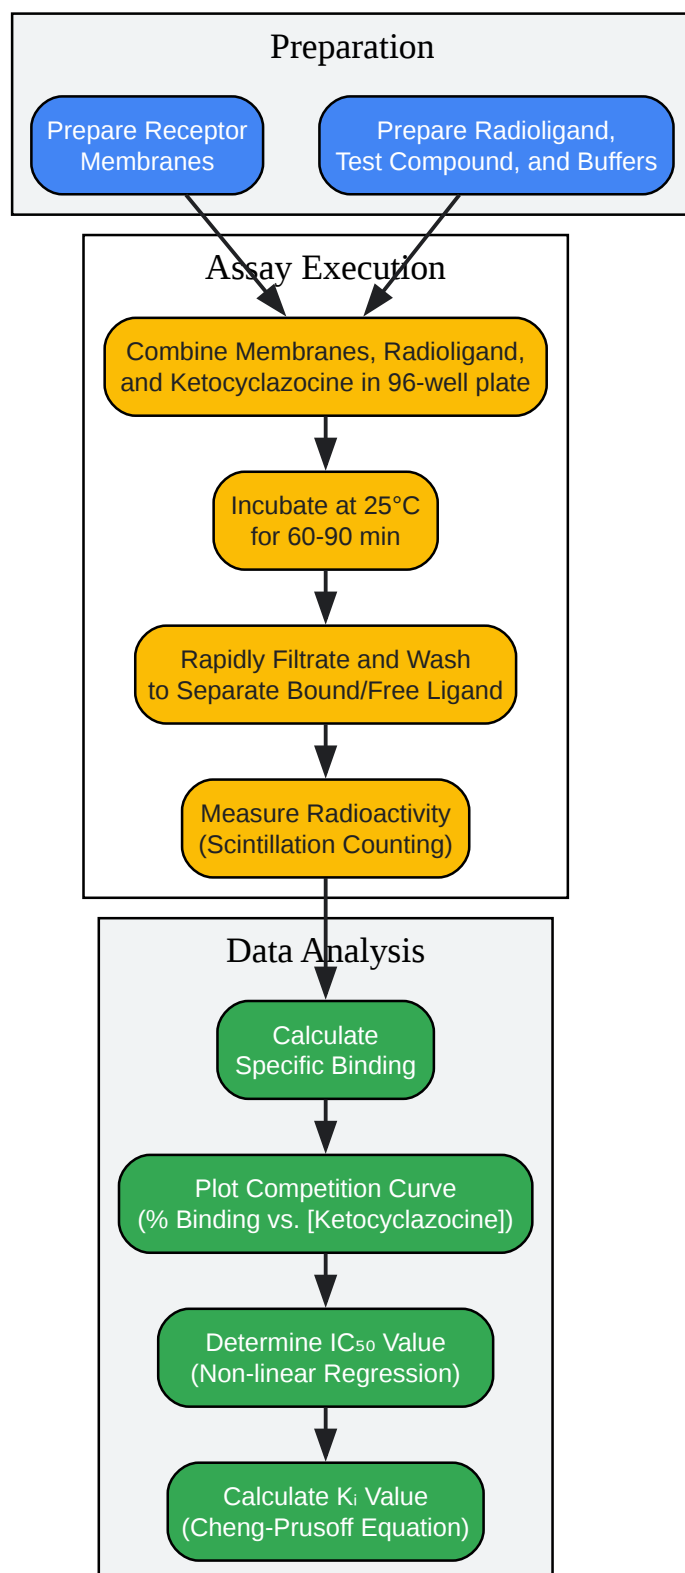 Preparation
Prepare Receptor
Membranes
Prepare Radioligand,
Test Compound, and Buffers
Assay Execution
Combine Membranes, Radioligand,
and Ketocyclazocine in 96-well plate
Incubate at 25°C
for 60-90 min
Rapidly Filtrate and Wash
to Separate Bound/Free Ligand
Measure Radioactivity
(Scintillation Counting)
Data Analysis
Calculate
Specific Binding
Plot Competition Curve
(% Binding vs. [Ketocyclazocine])
Determine IC₅₀ Value
(Non-linear Regression)
Calculate Kᵢ Value
(Cheng-Prusoff Equation)